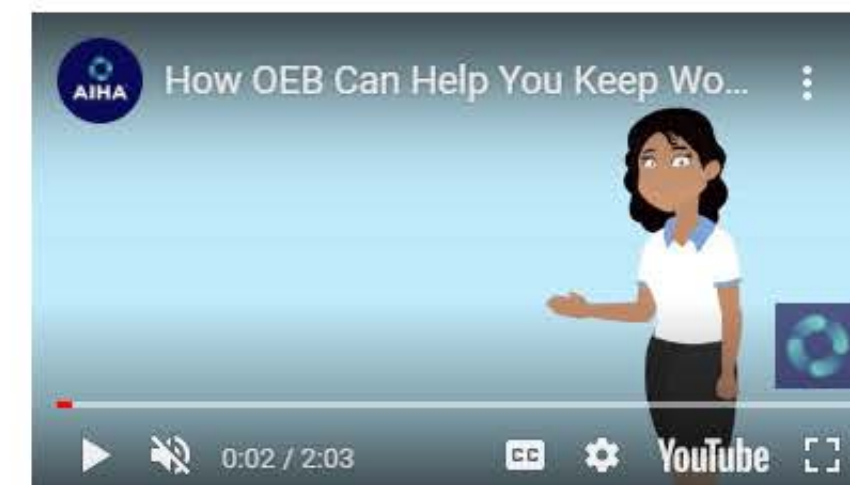 AIHA
How OEB Can Help You Keep Wo...
0:02 / 2:03
CC
YouTube